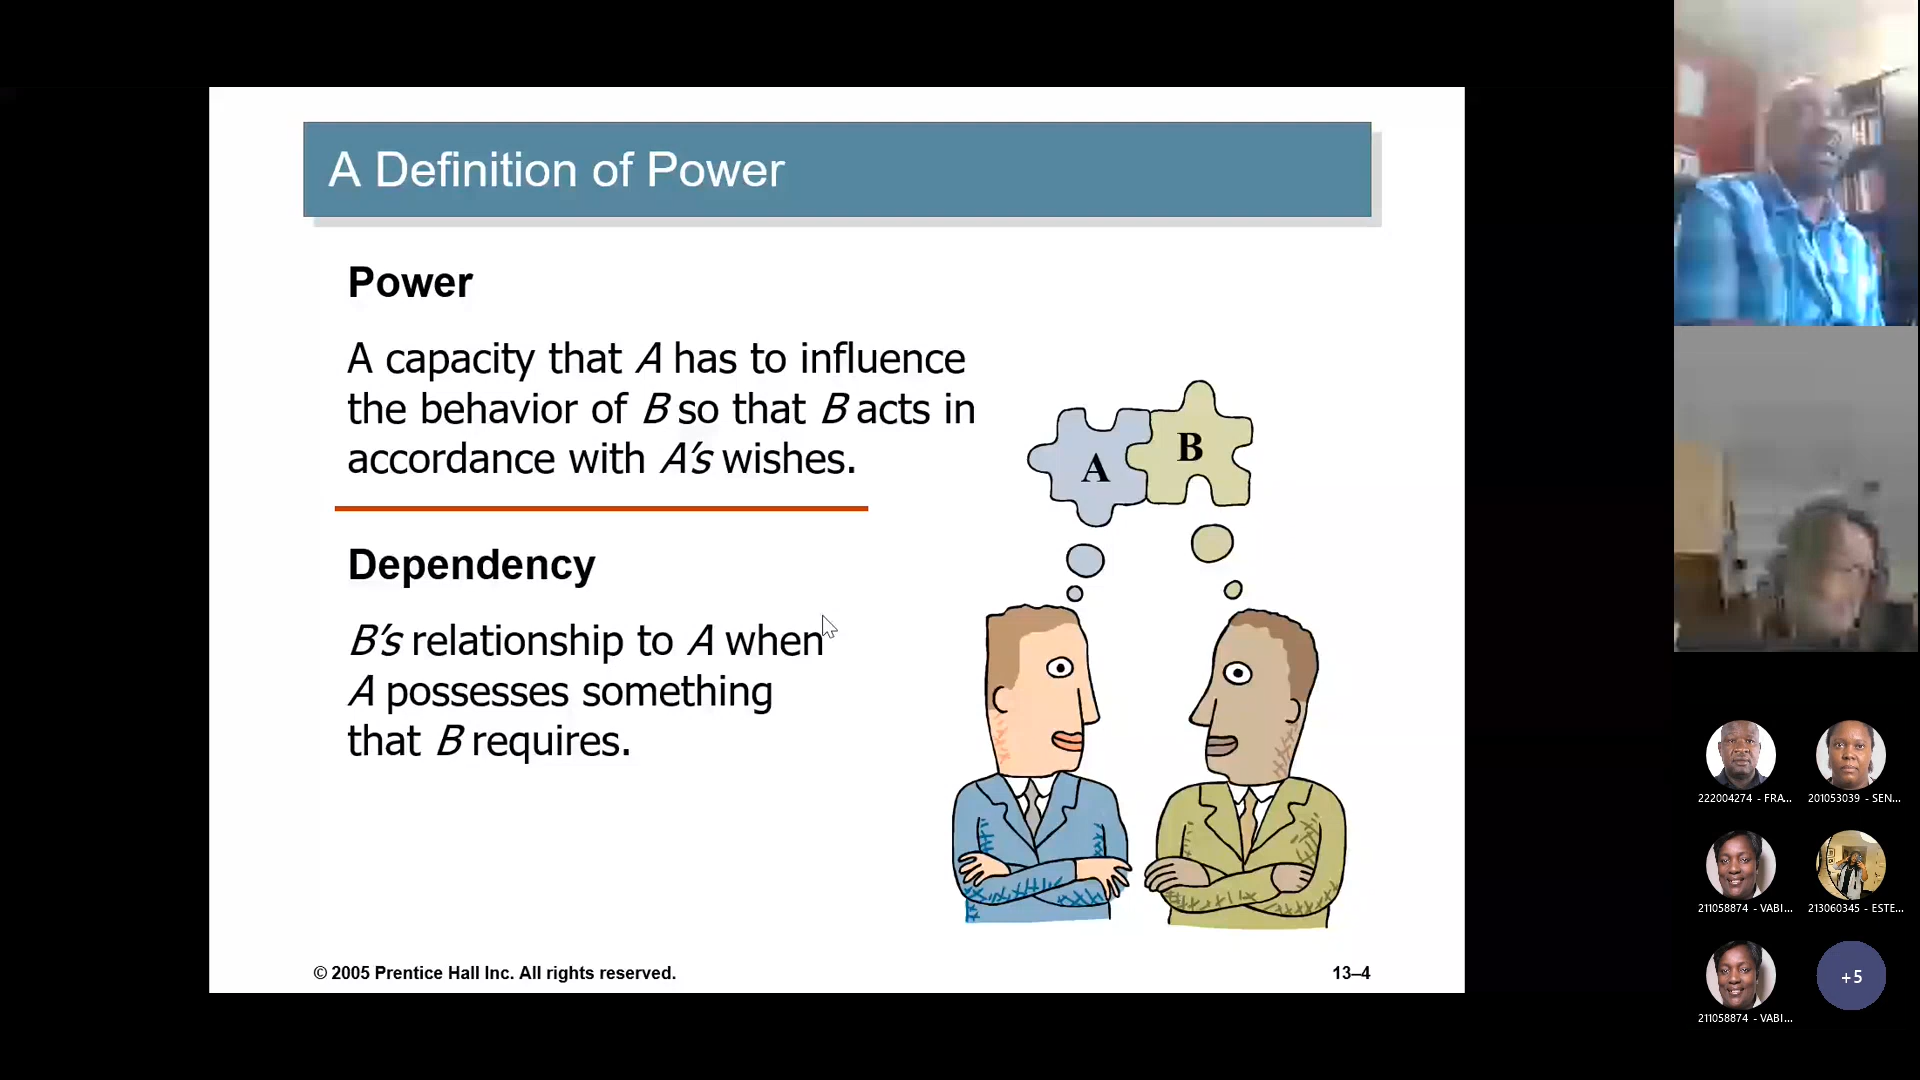 A Definition of Power
Power
A capacity that A has to influence
the behavior of B so that B acts in
accordance with A’s wishes.
Dependency
B’s relationship to A when
A possesses something
that B requires.
A
B
© 2005 Prentice Hall Inc. All rights reserved.
13–4
222004274 - FRA...
201053039 - SEN...
211058874 - VABI...
213060345 - ESTE...
211058874 - VABI...
+5